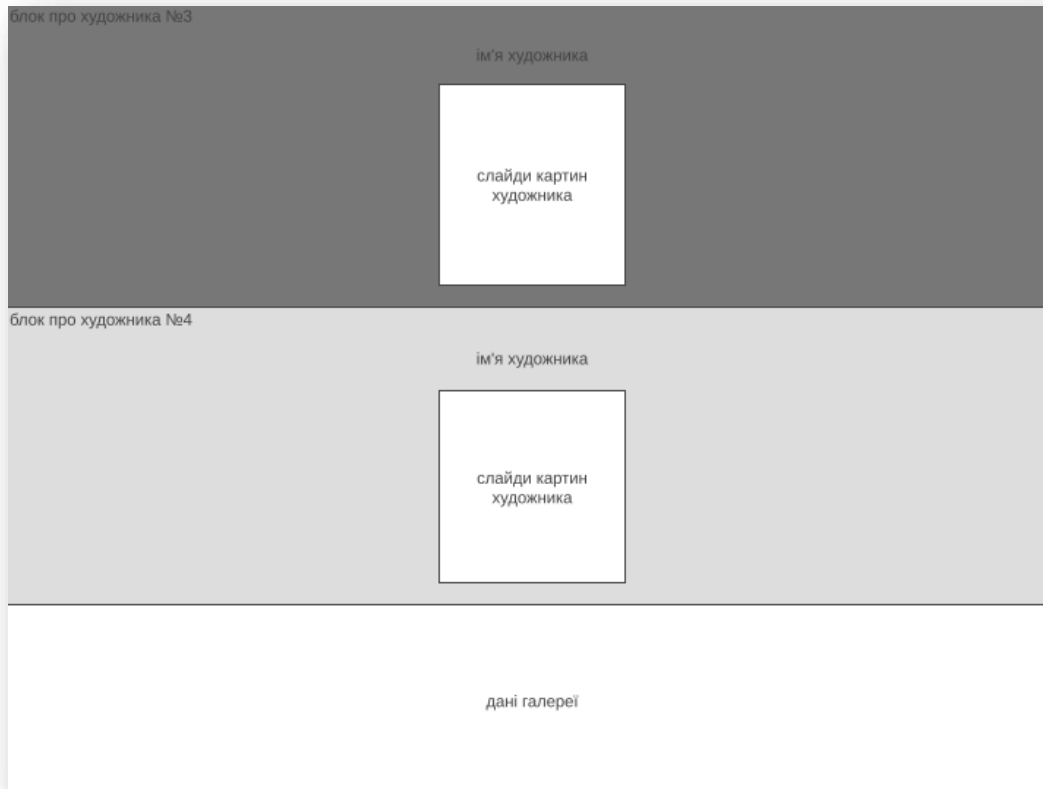 блок про художника №3
ім'я художника
слайди картин
художника
блок про художника №4
ім'я художника
слайди картин
художника
дані галереї